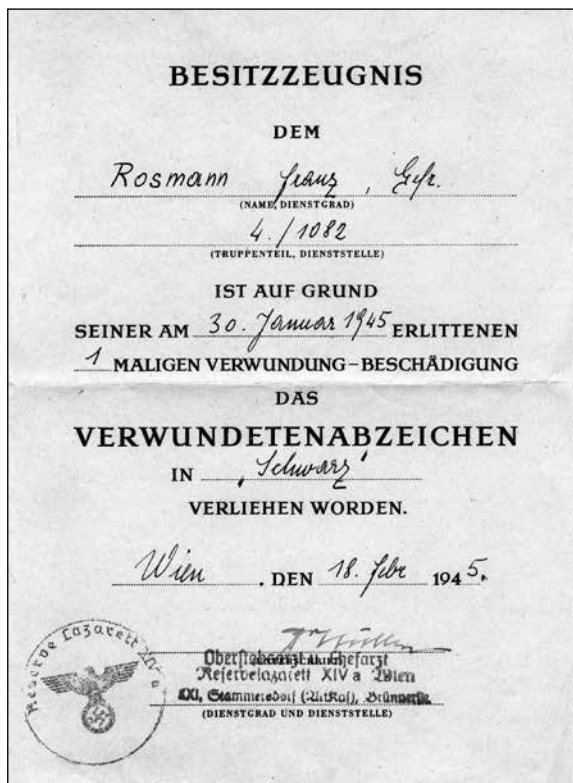 BESITZZEUGNIS
DEM
Rosmann Franz, Gefr.
(NAME, DIENSTGRAD)
4./1082
(TRUPPENTEIL, DIENSTSTELLE)
IST AUF GRUND
SEINER AM 30. Januar 1945 ERLITTENEN
1 MALIGEN VERWUNDUNG – BESCHÄDIGUNG
DAS
VERWUNDETENABZEICHEN
IN „Schwarz“
VERLIEHEN WORDEN.
Wien, DEN 18. Febr 1945.
Oberstabsarzt Chefarzt
Reservelazarett XIV a Wien
XXI, Stammersdorf Brünnerstr.
(DIENSTGRAD UND DIENSTSTELLE)
Reserve Lazarett